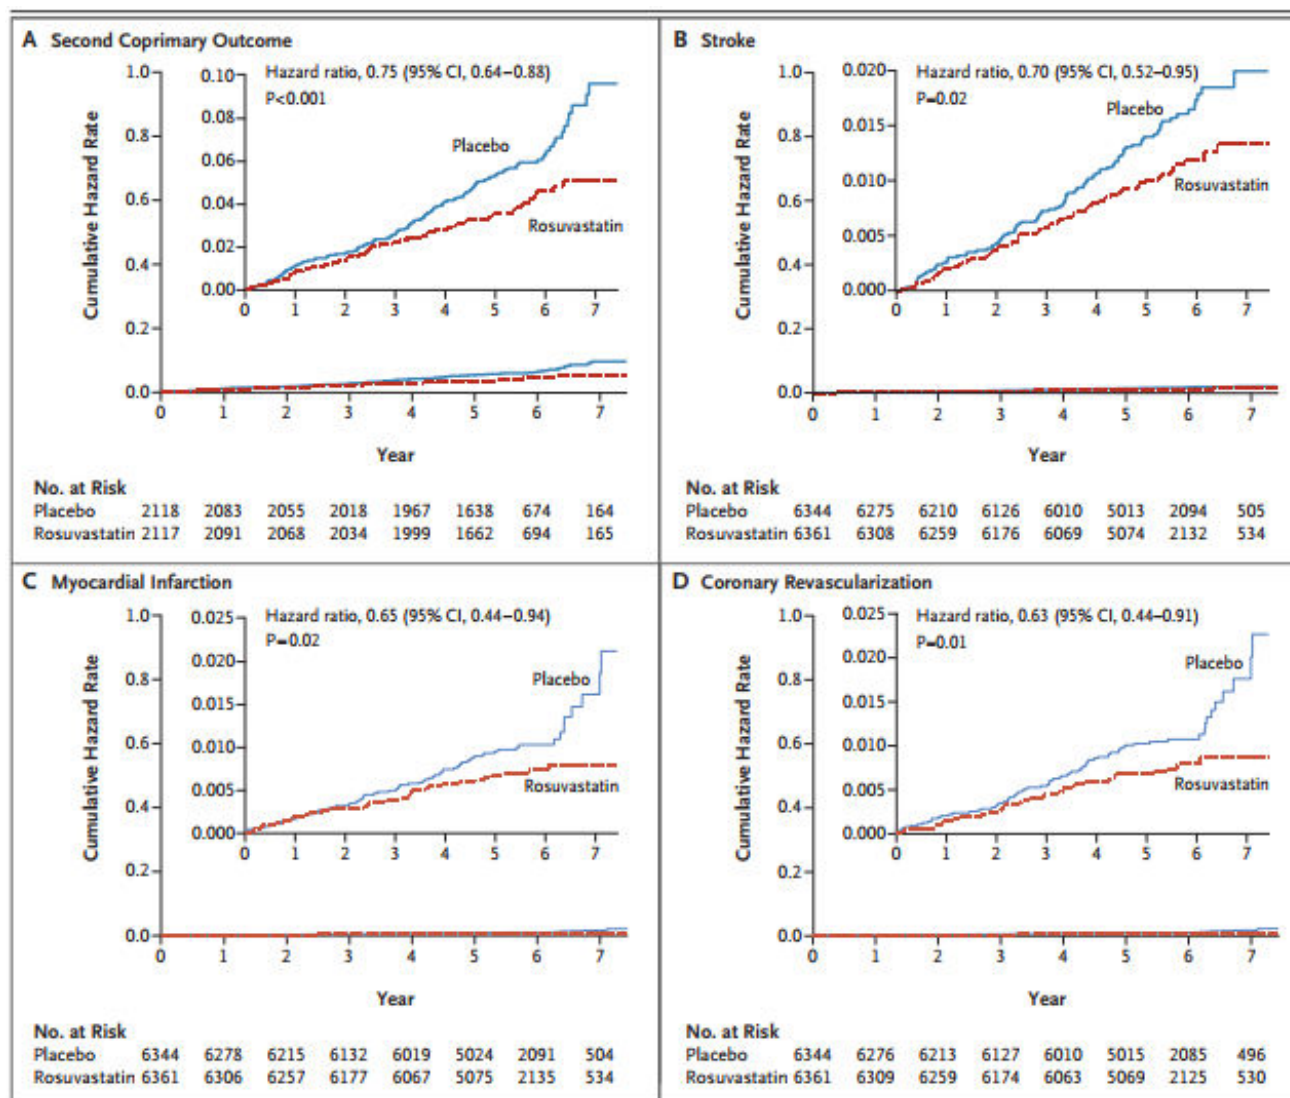 A Second Coprimary Outcome
Hazard ratio, 0.75 (95% CI, 0.64–0.88)
P<0.001
Cumulative Hazard Rate
1.0
0.8
0.6
0.4
0.2
0.0
0.10
0.08
0.06
0.04
0.02
0.00
Placebo
Rosuvastatin
0 1 2 3 4 5 6 7
0 1 2 3 4 5 6 7
Year
No. at Risk
Placebo 2118 2083 2055 2018 1967 1638 674 164
Rosuvastatin 2117 2091 2068 2034 1999 1662 694 165
B Stroke
Hazard ratio, 0.70 (95% CI, 0.52–0.95)
P=0.02
Cumulative Hazard Rate
1.0
0.8
0.6
0.4
0.2
0.0
0.020
0.015
0.010
0.005
0.000
Placebo
Rosuvastatin
0 1 2 3 4 5 6 7
0 1 2 3 4 5 6 7
Year
No. at Risk
Placebo 6344 6275 6210 6126 6010 5013 2094 505
Rosuvastatin 6361 6308 6259 6176 6069 5074 2132 534
C Myocardial Infarction
Hazard ratio, 0.65 (95% CI, 0.44–0.94)
P=0.02
Cumulative Hazard Rate
1.0
0.8
0.6
0.4
0.2
0.0
0.025
0.020
0.015
0.010
0.005
0.000
Placebo
Rosuvastatin
0 1 2 3 4 5 6 7
0 1 2 3 4 5 6 7
Year
No. at Risk
Placebo 6344 6278 6215 6132 6019 5024 2091 504
Rosuvastatin 6361 6306 6257 6177 6067 5075 2135 534
D Coronary Revascularization
Hazard ratio, 0.63 (95% CI, 0.44–0.91)
P=0.01
Cumulative Hazard Rate
1.0
0.8
0.6
0.4
0.2
0.0
0.025
0.020
0.015
0.010
0.005
0.000
Placebo
Rosuvastatin
0 1 2 3 4 5 6 7
0 1 2 3 4 5 6 7
Year
No. at Risk
Placebo 6344 6276 6213 6127 6010 5015 2085 496
Rosuvastatin 6361 6309 6259 6174 6063 5069 2125 530